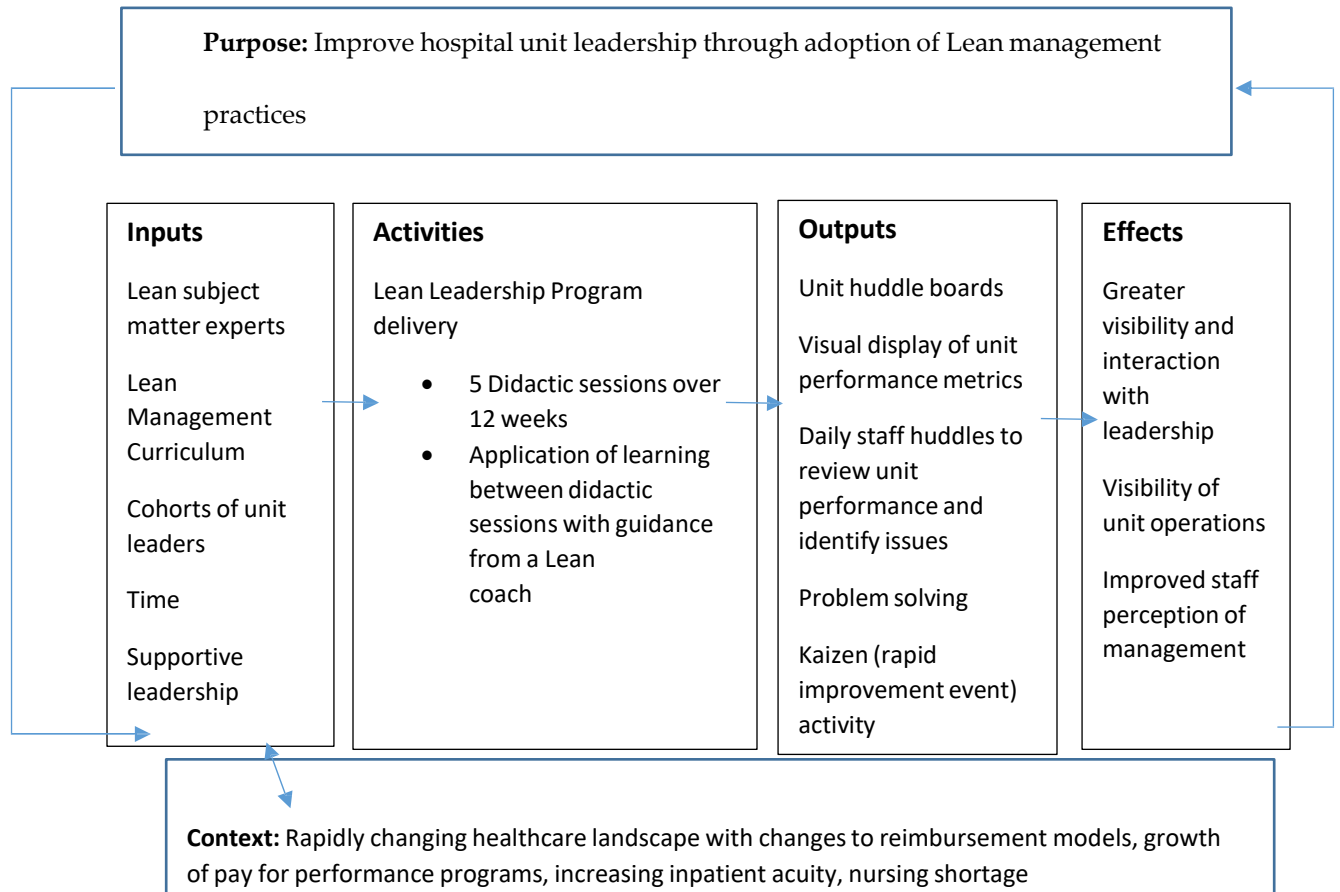 Purpose: Improve hospital unit leadership through adoption of Lean management
practices
Inputs
Lean subject
matter experts
Lean
Management
Curriculum
Cohorts of unit
leaders
Time
Supportive
leadership
Activities
Lean Leadership Program
delivery
• 5 Didactic sessions over
12 weeks
• Application of learning
between didactic
sessions with guidance
from a Lean
coach
Outputs
Unit huddle boards
Visual display of unit
performance metrics
Daily staff huddles to
review unit
performance and
identify issues
Problem solving
Kaizen (rapid
improvement event)
activity
Effects
Greater
visibility and
interaction
with
leadership
Visibility of
unit operations
Improved staff
perception of
management
Context: Rapidly changing healthcare landscape with changes to reimbursement models, growth
of pay for performance programs, increasing inpatient acuity, nursing shortage